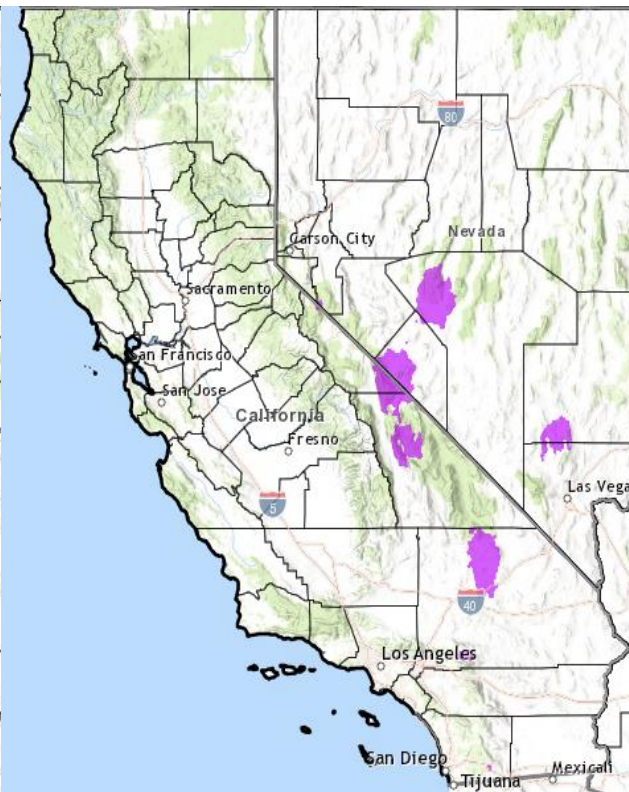 80
Nevada
Carson City
Sacramento
San Francisco
San Jose
California
Fresno
Las Vega
5
40
Los Angeles
San Diego
Tijuana
Mexicali